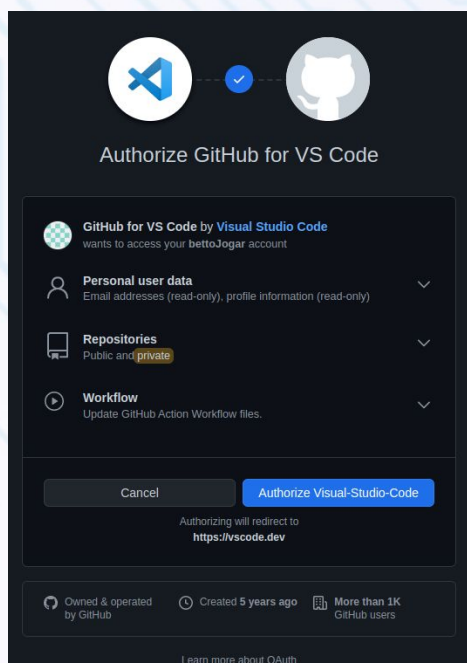 Authorize GitHub for VS Code
GitHub for VS Code by Visual Studio Code
wants to access your bettoJogar account
Personal user data
Email addresses (read-only), profile information (read-only)
Repositories
Public and private
Workflow
Update GitHub Action Workflow files.
Cancel
Authorize Visual-Studio-Code
Authorizing will redirect to
https://vscode.dev
Owned & operated
by GitHub
Created 5 years ago
More than 1K
GitHub users
Learn more about OAuth